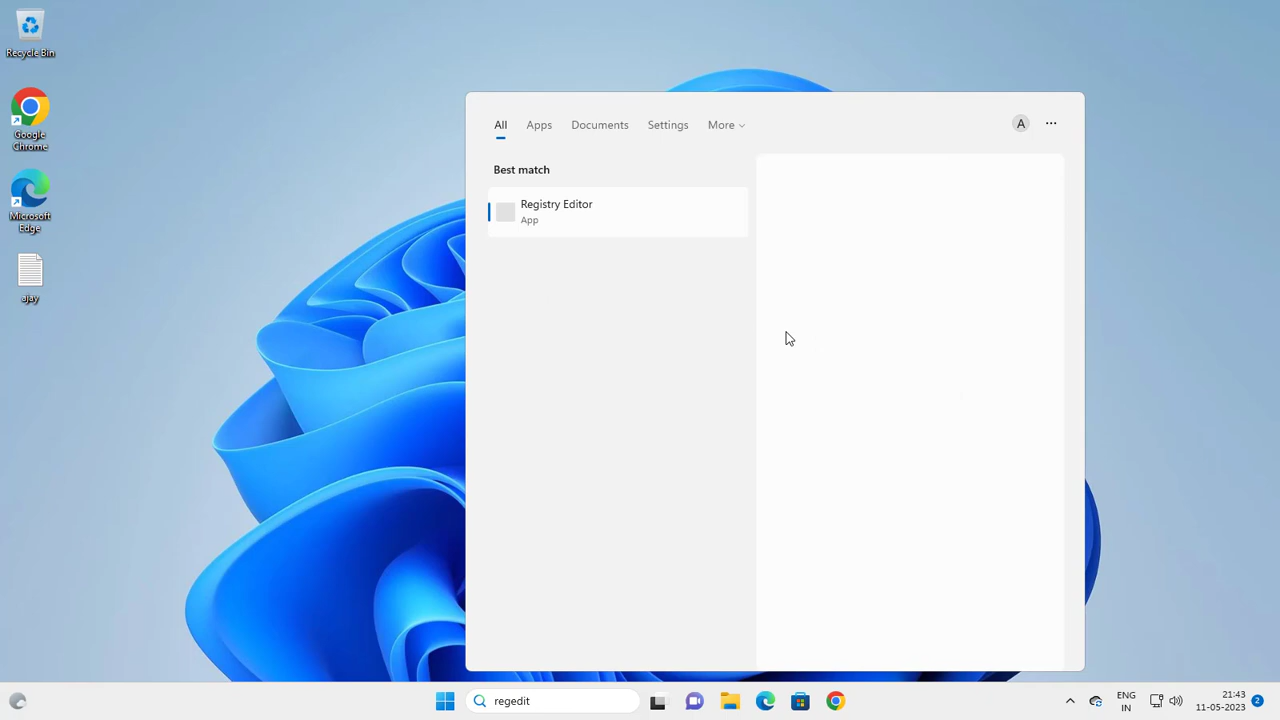 Recycle Bin
Google
Chrome
Microsoft
Edge
ajay
All Apps Documents Settings More
A
Best match
Registry Editor
App
regedit
ENG
IN
21:43
11-05-2023
2